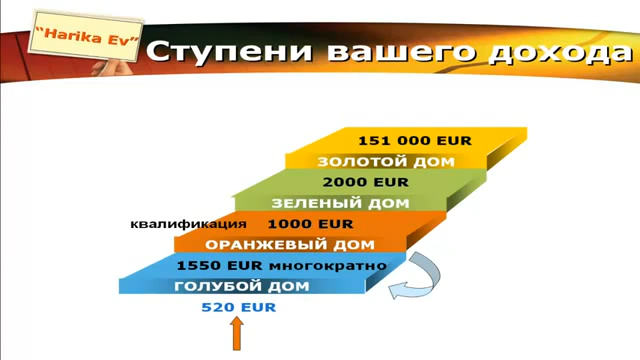 "Harika Ev"
Ступени вашего дохода
151 000 EUR
ЗОЛОТОЙ ДОМ
2000 EUR
ЗЕЛЕНЫЙ ДОМ
квалификация 1000 EUR
ОРАНЖЕВЫЙ ДОМ
1550 EUR многократно
ГОЛУБОЙ ДОМ
520 EUR